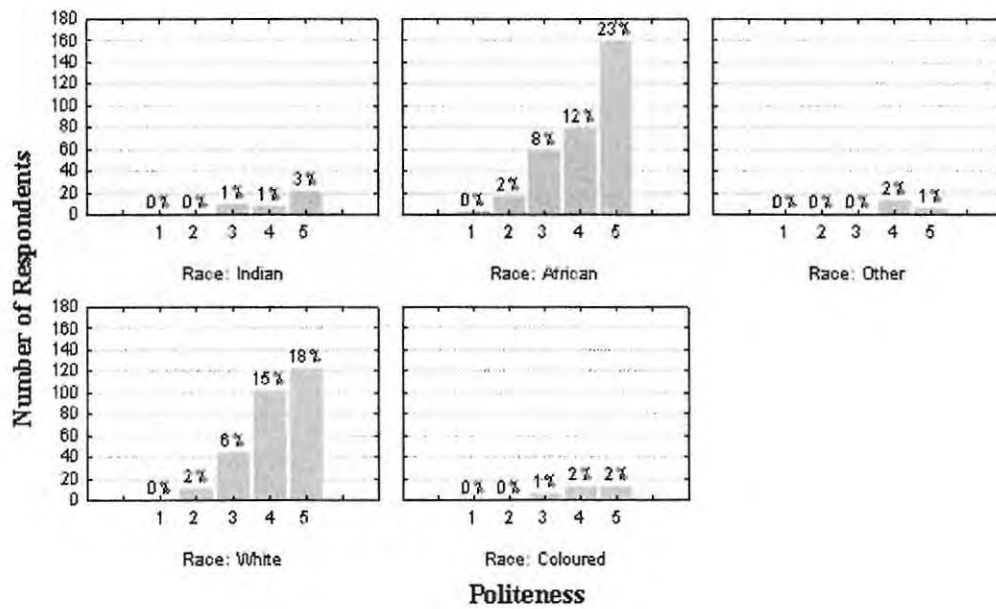 Number of Respondents
180
160
140
120
100
80
60
40
20
0
0% 0% 1% 1% 3%
1 2 3 4 5
Race: Indian
0% 2% 8% 12% 23%
1 2 3 4 5
Race: African
0% 0% 0% 2% 1%
1 2 3 4 5
Race: Other
180
160
140
120
100
80
60
40
20
0
0% 2% 6% 15% 18%
1 2 3 4 5
Race: White
0% 0% 1% 2% 2%
1 2 3 4 5
Race: Coloured
Politeness